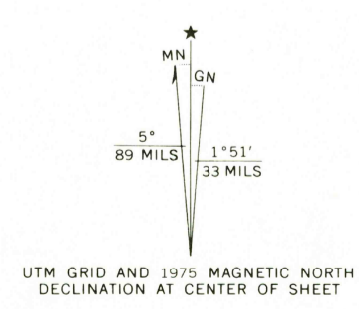 MN
GN
5°
89 MILS
1°51′
33 MILS
UTM GRID AND 1975 MAGNETIC NORTH
DECLINATION AT CENTER OF SHEET